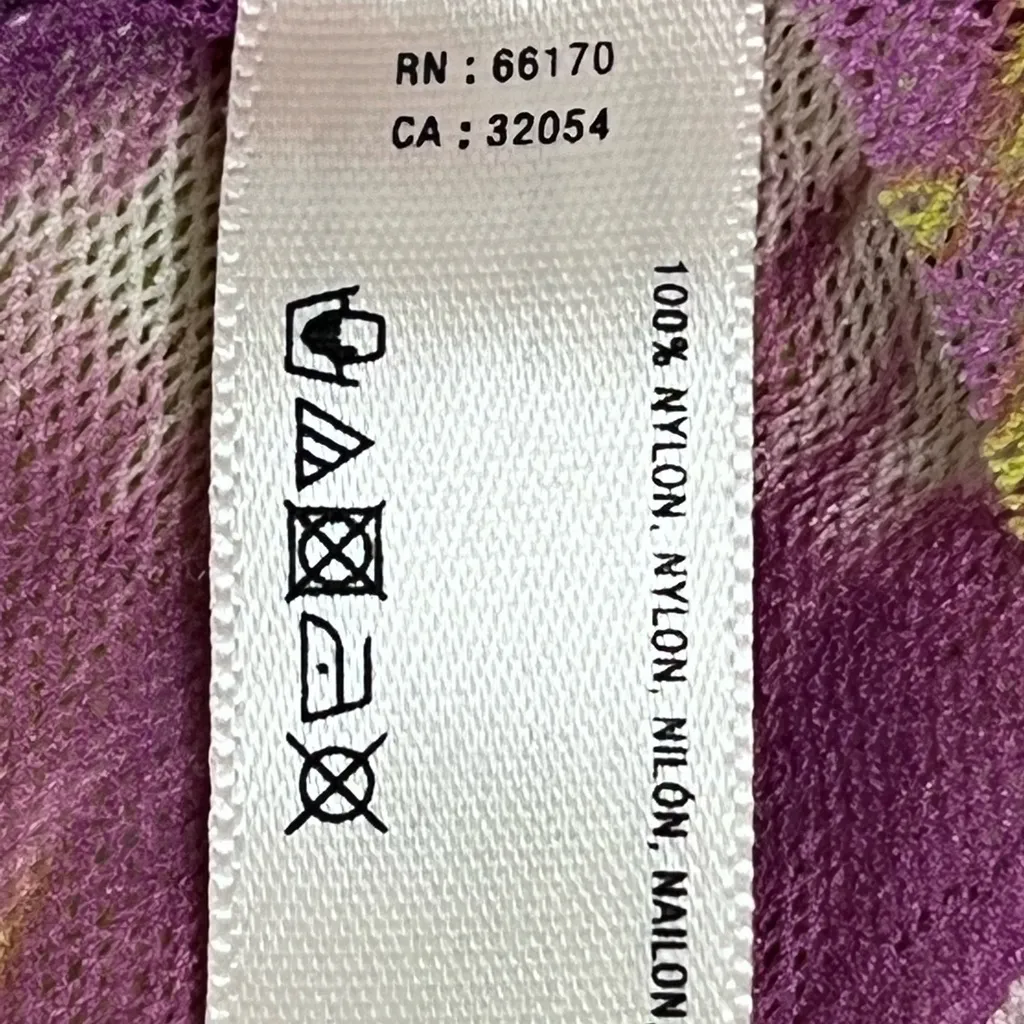 RN : 66170
CA : 32054
100% NYLON, NYLON, NILÓN, NAILON,